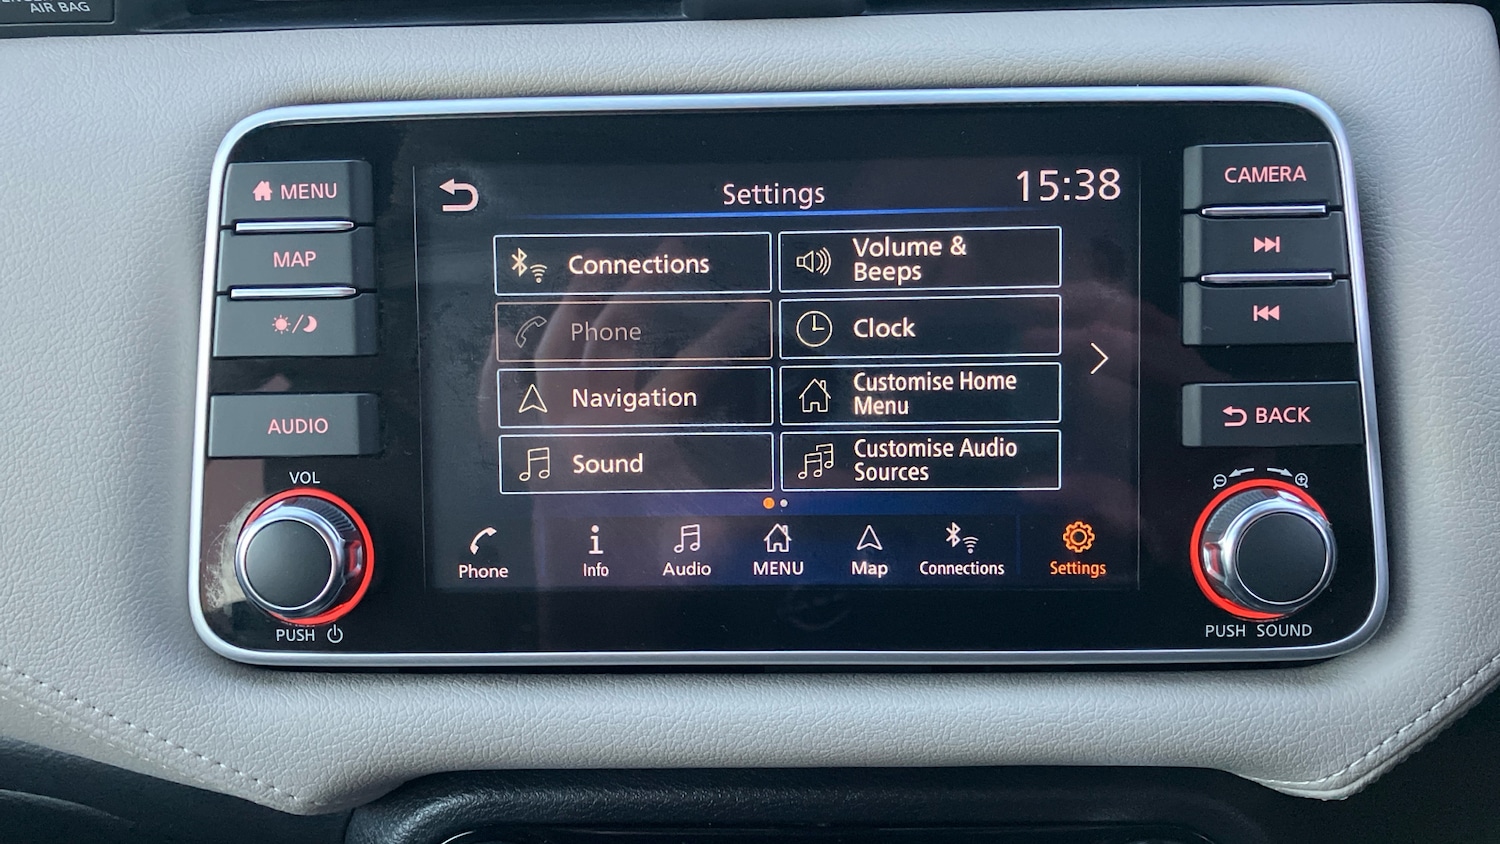 AIR BAG
MENU
MAP
AUDIO
VOL
PUSH
Settings
15:38
Connections
Volume &
Beeps
Phone
Clock
Navigation
Customise Home
Menu
Sound
Customise Audio
Sources
Phone
Info
Audio
MENU
Map
Connections
Settings
CAMERA
BACK
PUSH SOUND